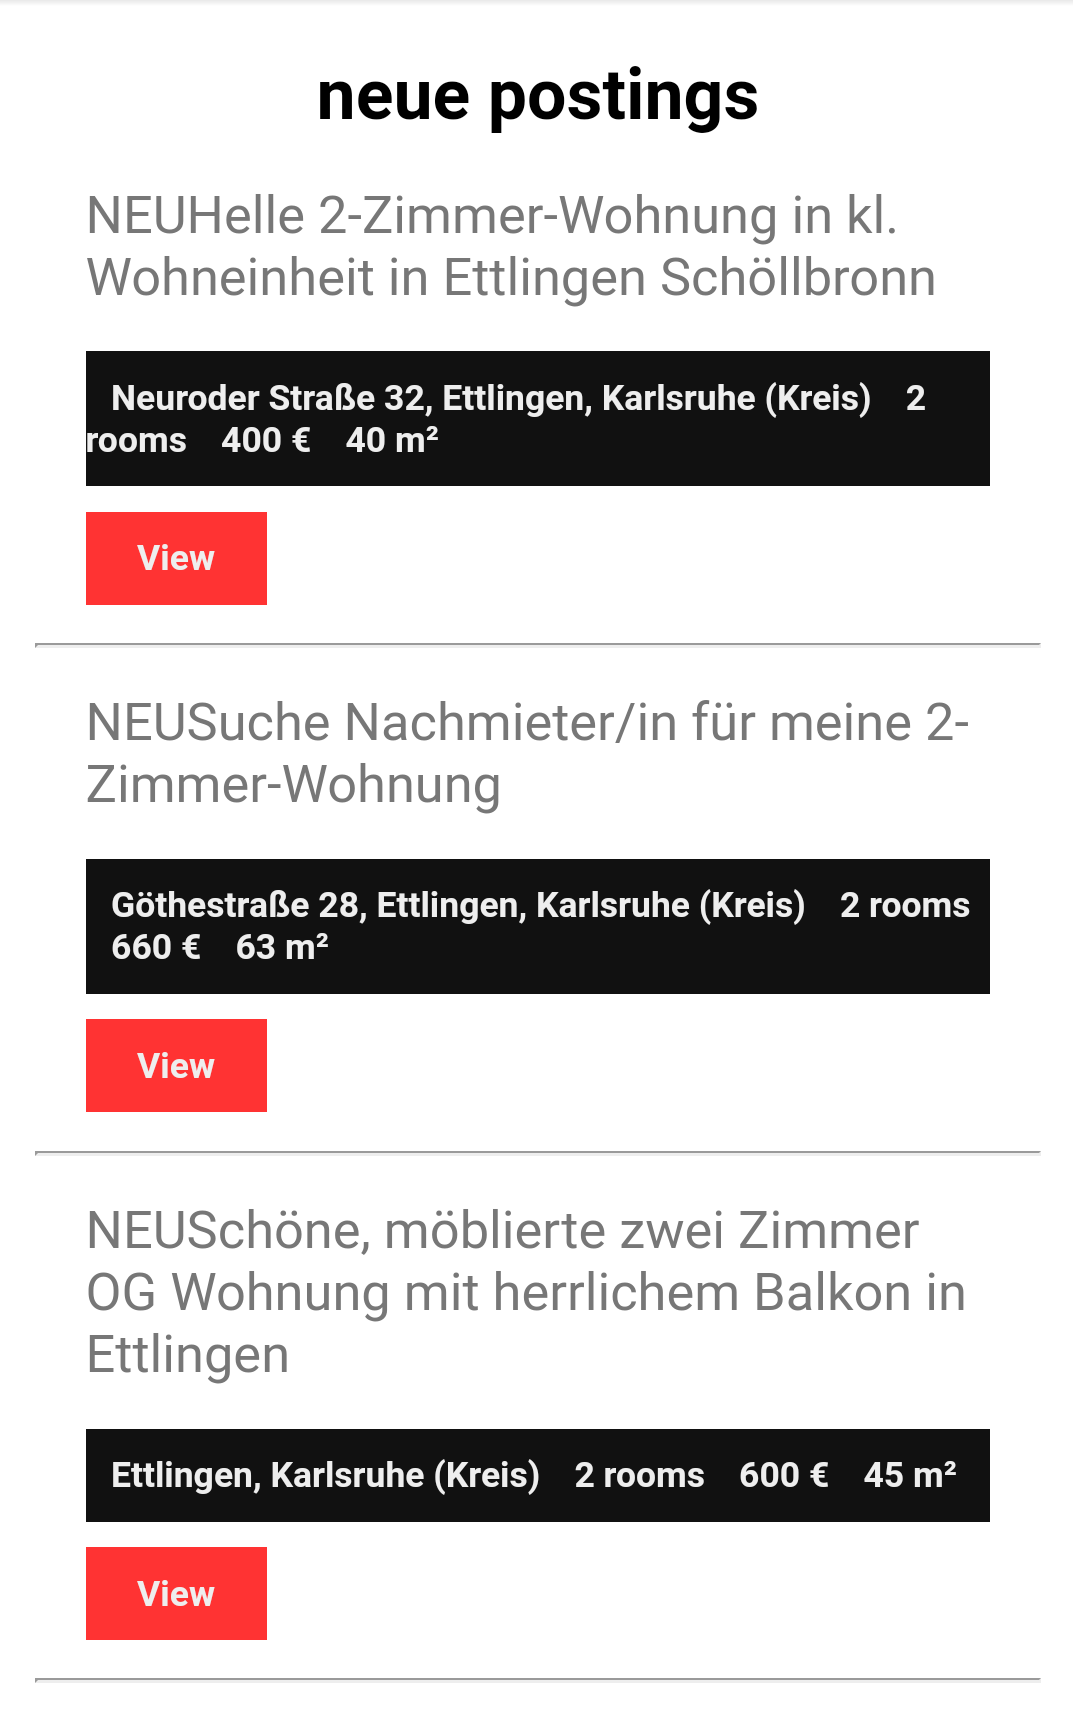 neue postings
NEUHelle 2-Zimmer-Wohnung in kl.
Wohneinheit in Ettlingen Schöllbronn
Neuroder Straße 32, Ettlingen, Karlsruhe (Kreis) 2
rooms 400 € 40 m²
View
NEUSuche Nachmieter/in für meine 2-
Zimmer-Wohnung
Göthestraße 28, Ettlingen, Karlsruhe (Kreis) 2 rooms
660 € 63 m²
View
NEUSchöne, möblierte zwei Zimmer
OG Wohnung mit herrlichem Balkon in
Ettlingen
Ettlingen, Karlsruhe (Kreis) 2 rooms 600 € 45 m²
View